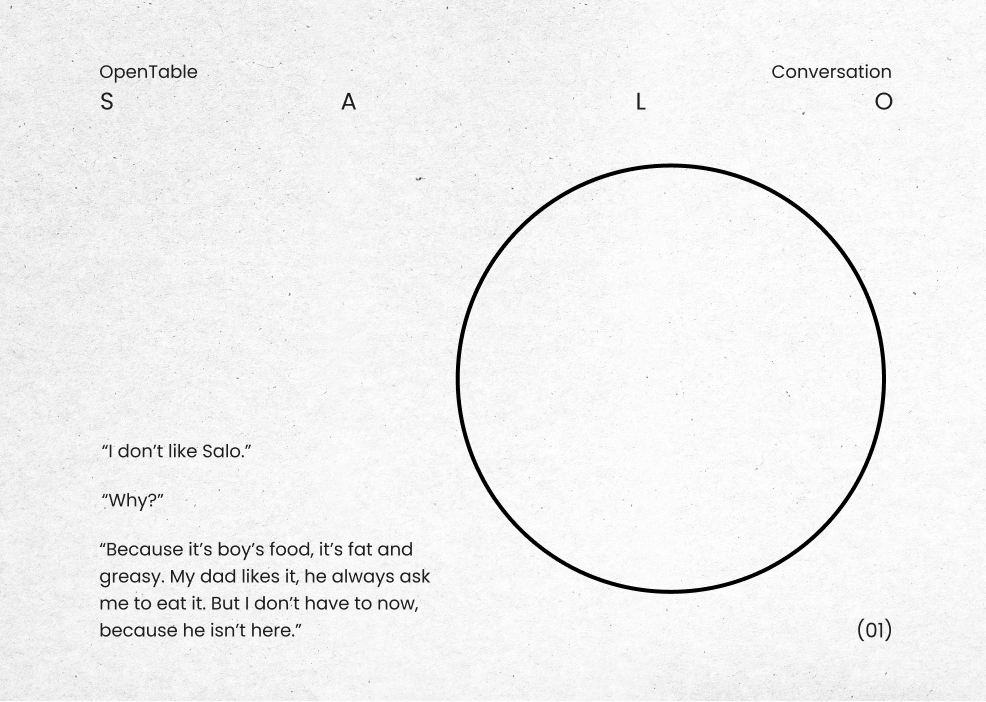 OpenTable
Conversation
S A L O
“I don’t like Salo.”
“Why?”
“Because it’s boy’s food, it’s fat and
greasy. My dad likes it, he always ask
me to eat it. But I don’t have to now,
because he isn’t here.”
(01)